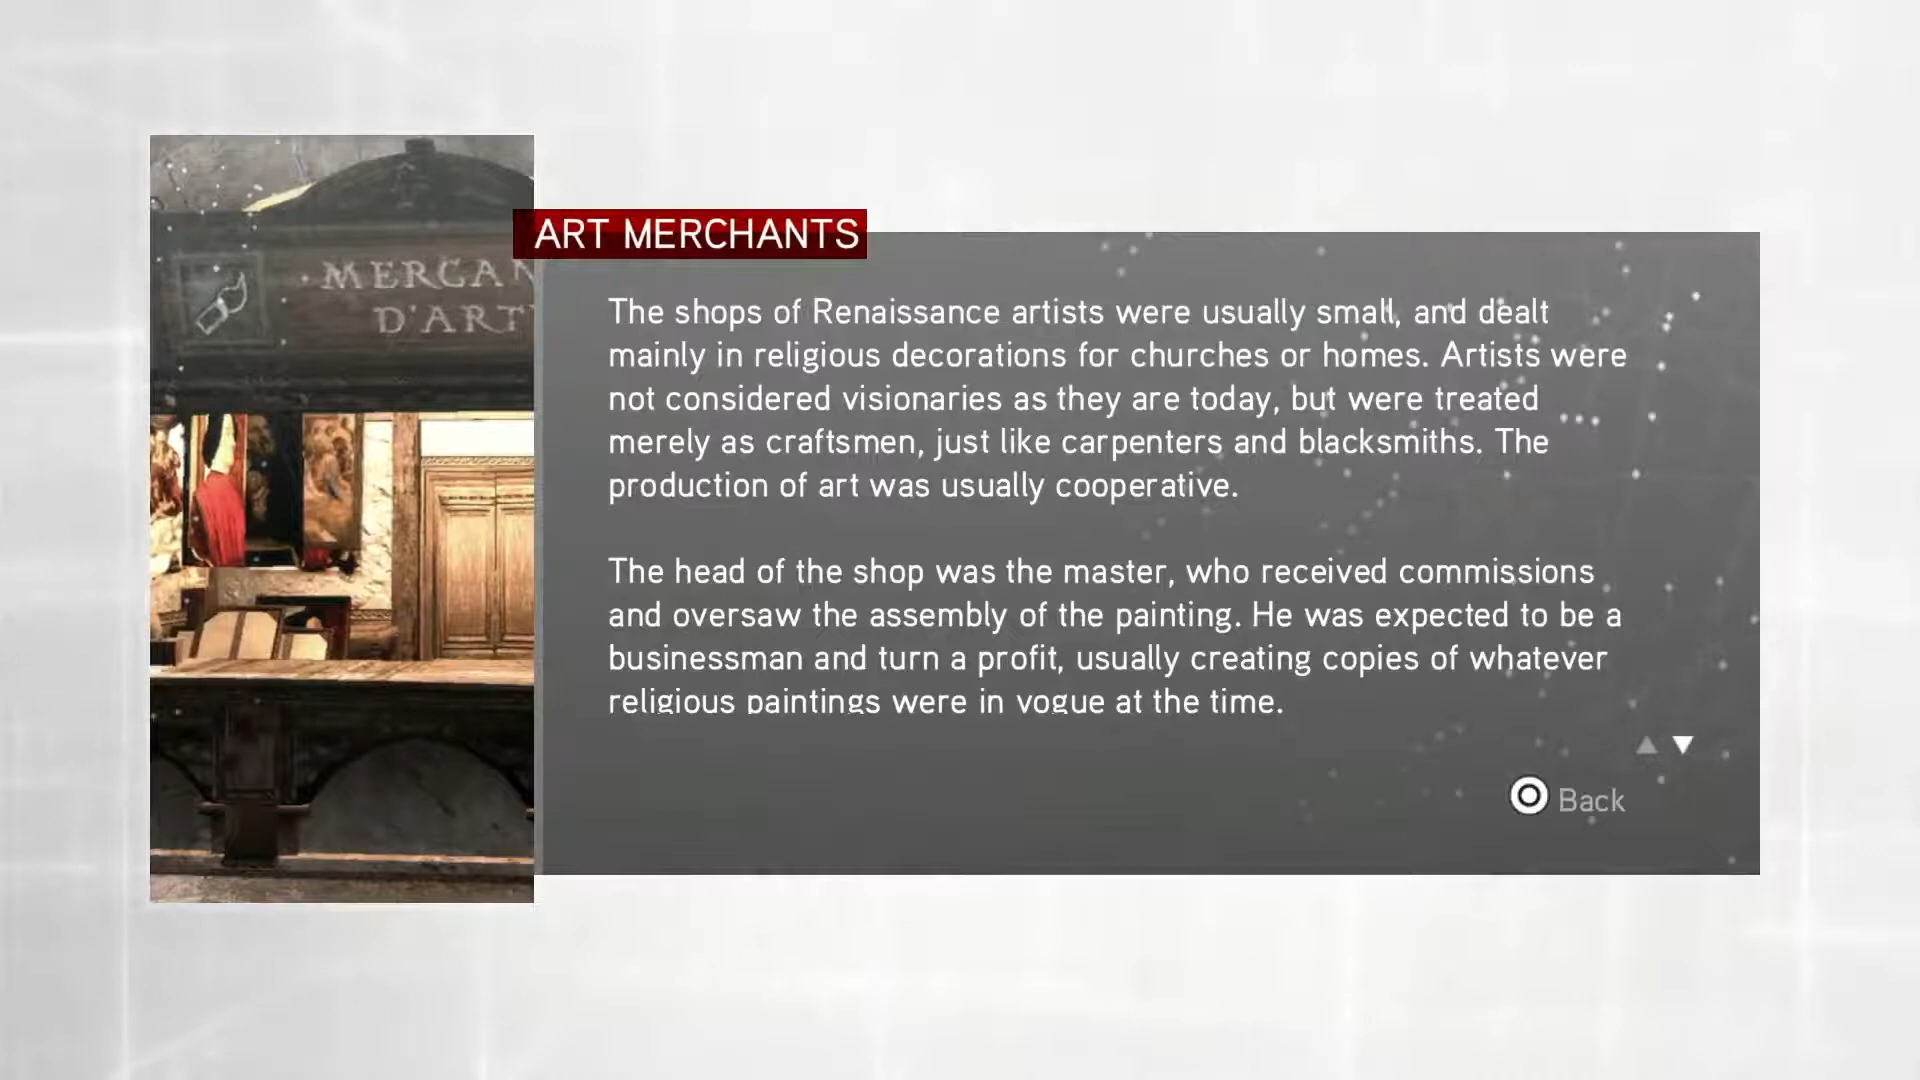 ART MERCHANTS
MERCAN
D'ART
The shops of Renaissance artists were usually small, and dealt
mainly in religious decorations for churches or homes. Artists were
not considered visionaries as they are today, but were treated
merely as craftsmen, just like carpenters and blacksmiths. The
production of art was usually cooperative.
The head of the shop was the master, who received commissions
and oversaw the assembly of the painting. He was expected to be a
businessman and turn a profit, usually creating copies of whatever
religious paintings were in vogue at the time.
Back